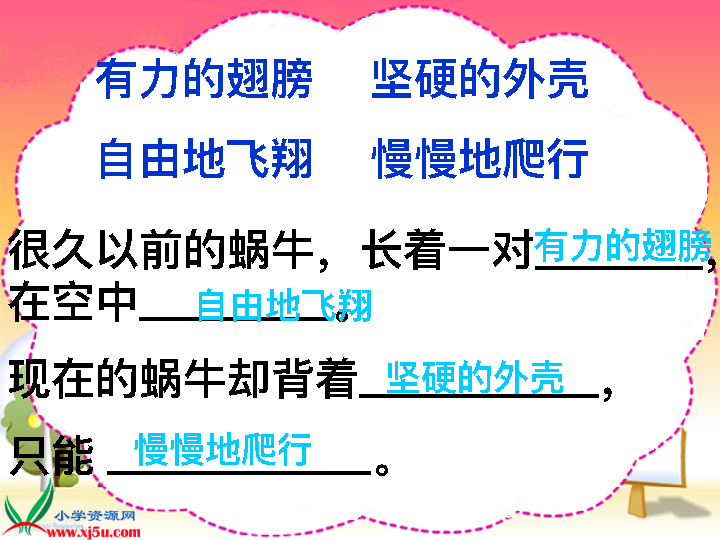 有力的翅膀 坚硬的外壳
自由地飞翔 慢慢地爬行
很久以前的蜗牛，长着一对有力的翅膀，
在空中自由地飞翔。
现在的蜗牛却背着坚硬的外壳，
只能慢慢地爬行。
小学资源网
www.xj5u.com